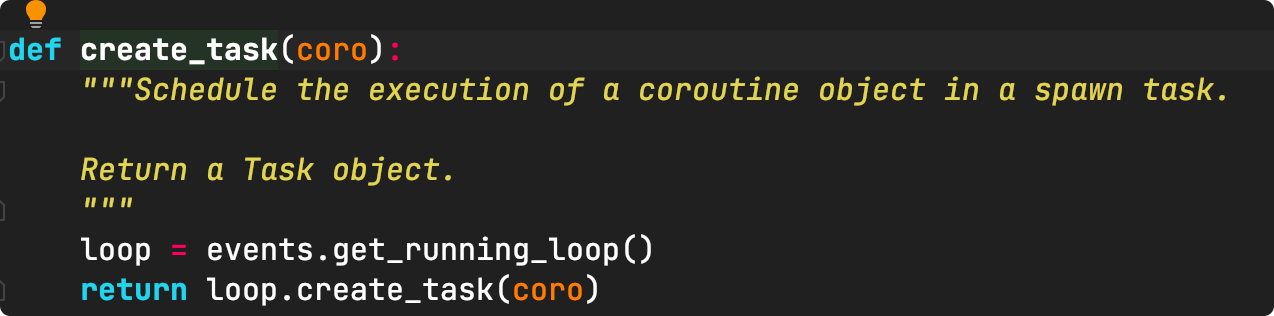 def create_task(coro):
    """Schedule the execution of a coroutine object in a spawn task.

    Return a Task object.
    """
    loop = events.get_running_loop()
    return loop.create_task(coro)